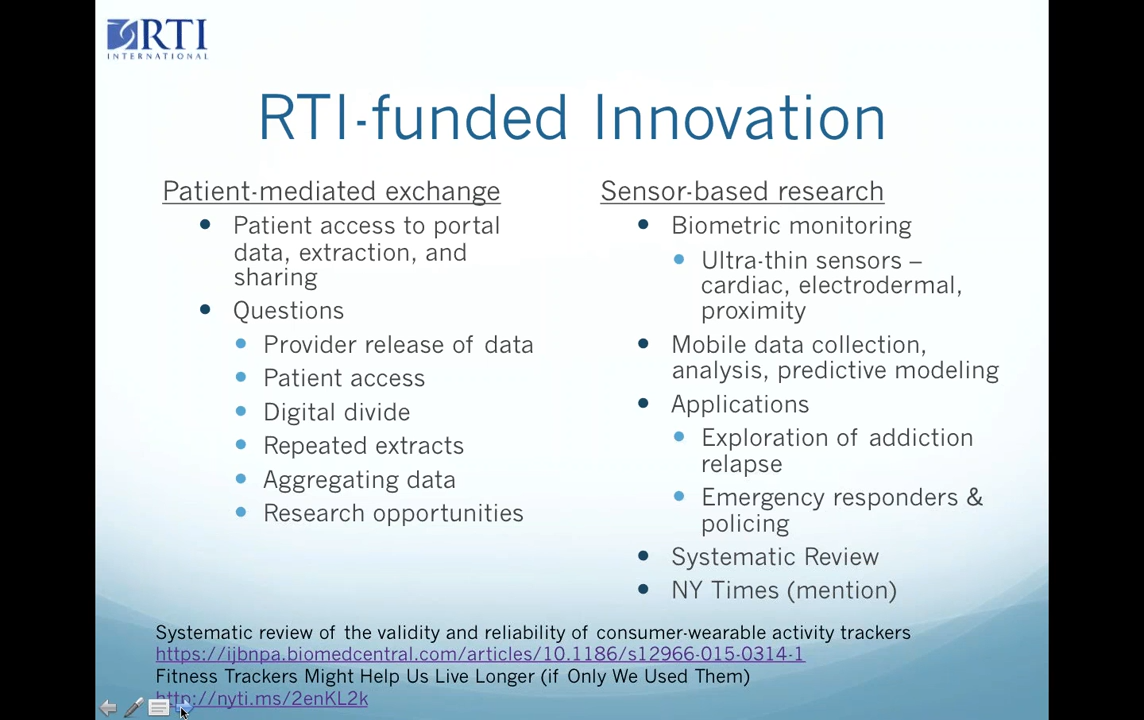 RTI
INTERNATIONAL
RTI-funded Innovation
Patient-mediated exchange
Patient access to portal
data, extraction, and
sharing
Questions
Provider release of data
Patient access
Digital divide
Repeated extracts
Aggregating data
Research opportunities
Sensor-based research
Biometric monitoring
Ultra-thin sensors –
cardiac, electrodermal,
proximity
Mobile data collection,
analysis, predictive modeling
Applications
Exploration of addiction
relapse
Emergency responders &
policing
Systematic Review
NY Times (mention)
Systematic review of the validity and reliability of consumer-wearable activity trackers
https://ijbnpa.biomedcentral.com/articles/10.1186/s12966-015-0314-1
Fitness Trackers Might Help Us Live Longer (if Only We Used Them)
http://nyti.ms/2enKL2k